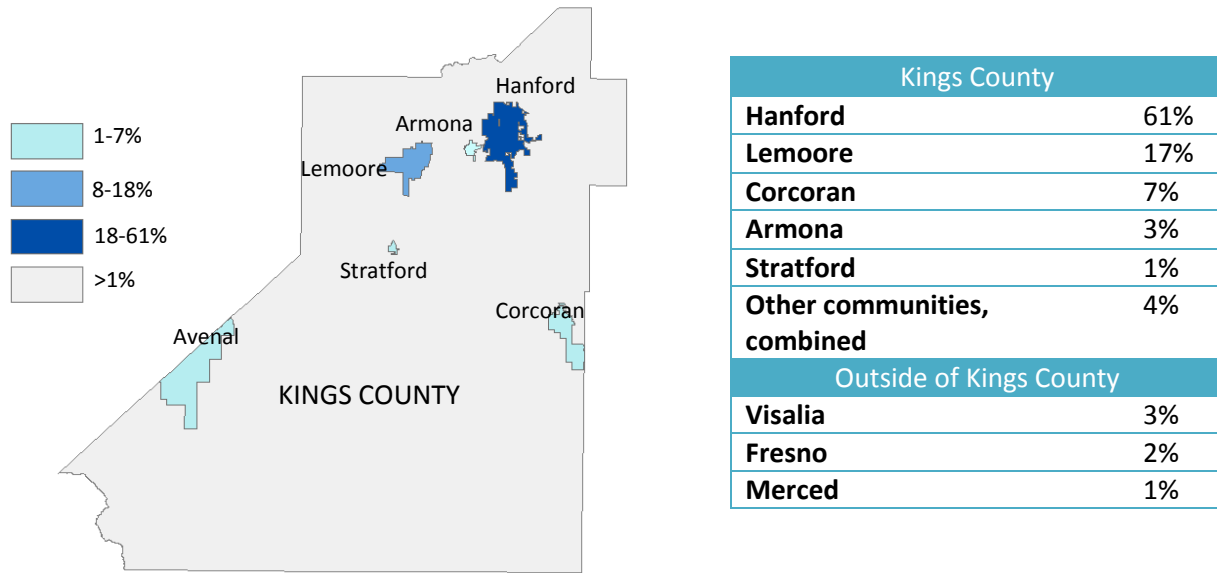 Hanford
Armona
Lemoore
Stratford
Corcoran
Avenal
KINGS COUNTY
1-7%
8-18%
18-61%
>1%
Kings County
Hanford 61%
Lemoore 17%
Corcoran 7%
Armona 3%
Stratford 1%
Other communities, 4%
combined
Outside of Kings County
Visalia 3%
Fresno 2%
Merced 1%